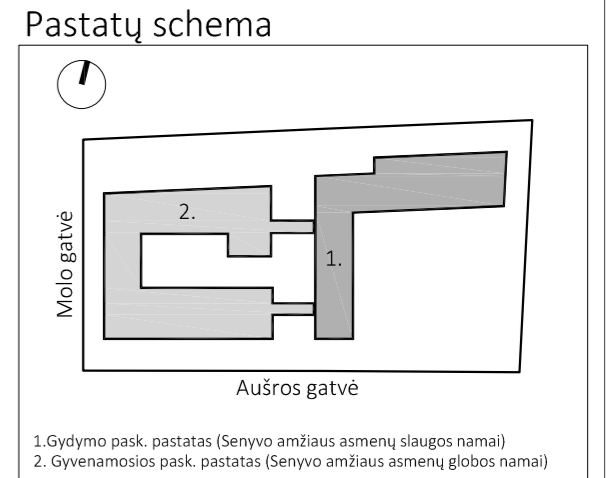 Pastatų schema
2.
1.
Molo gatvė
Aušros gatvė
1.Gydymo pask. pastatas (Senyvo amžiaus asmenų slaugos namai)
2. Gyvenamosios pask. pastatas (Senyvo amžiaus asmenų globos namai)